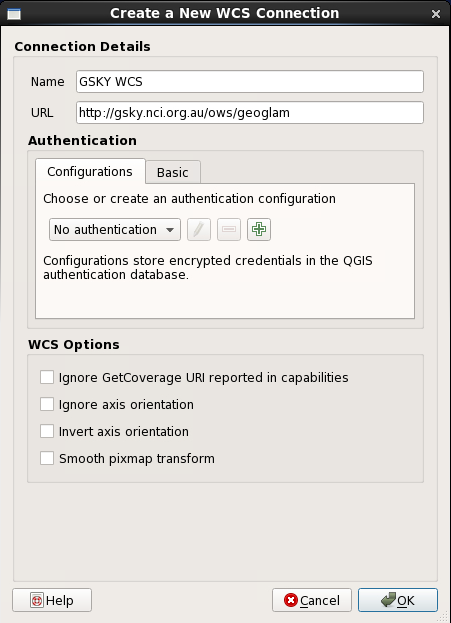 Create a New WCS Connection
Connection Details
Name GSKY WCS
URL http://gsky.nci.org.au/ows/geoglam
Authentication
Configurations Basic
Choose or create an authentication configuration
No authentication
Configurations store encrypted credentials in the QGIS
authentication database.
WCS Options
Ignore GetCoverage URI reported in capabilities
Ignore axis orientation
Invert axis orientation
Smooth pixmap transform
Help Cancel OK